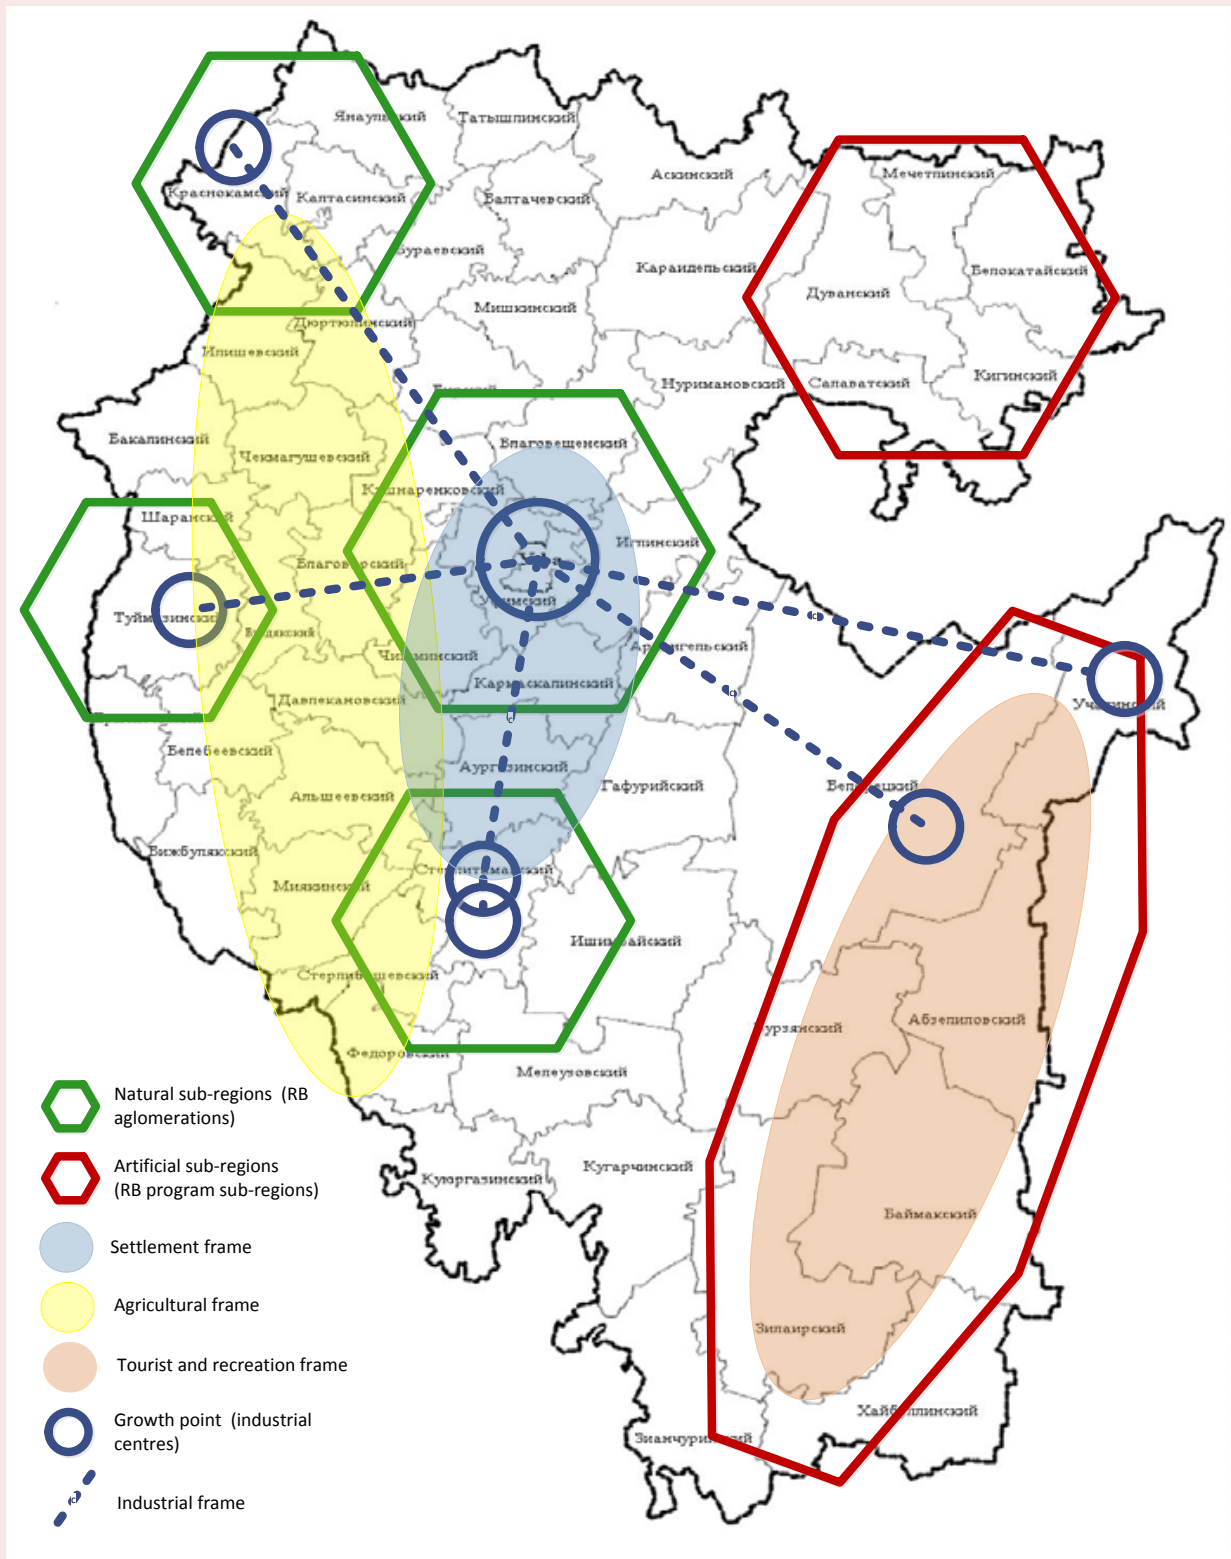 Янаульский
Татышлинский
Аскинский
Мечетлинский
Краснокамский
Калтасинский
Балтачевский
Бураевский
Караидельский
Белокатайский
Дуванский
Мишкинский
Дюртюлинский
Илишевский
Нуримановский
Салаватский
Кигинский
Бакалинский
Чекмагушевский
Благовещенский
Кушнаренковский
Шаранский
Иглинский
Благоварский
Уфа
Уфимский
Туймазинский
Чишминский
Архангельский
Кармаскалинский
Давлекановский
Учалинский
Белебеевский
Аургазинский
Гафурийский
Белорецкий
Альшеевский
Бижбулякский
Миякинский
Стерлитамакский
Ишимбайский
Стерлибашевский
Бурзянский
Абзелиловский
Федоровский
Мелеузовский
Куюргазинский
Кугарчинский
Баймакский
Зилаирский
Хайбуллинский
Зианчуринский
Natural sub-regions (RB
aglomerations)
Artificial sub-regions
(RB program sub-regions)
Settlement frame
Agricultural frame
Tourist and recreation frame
Growth point (industrial
centres)
Industrial frame